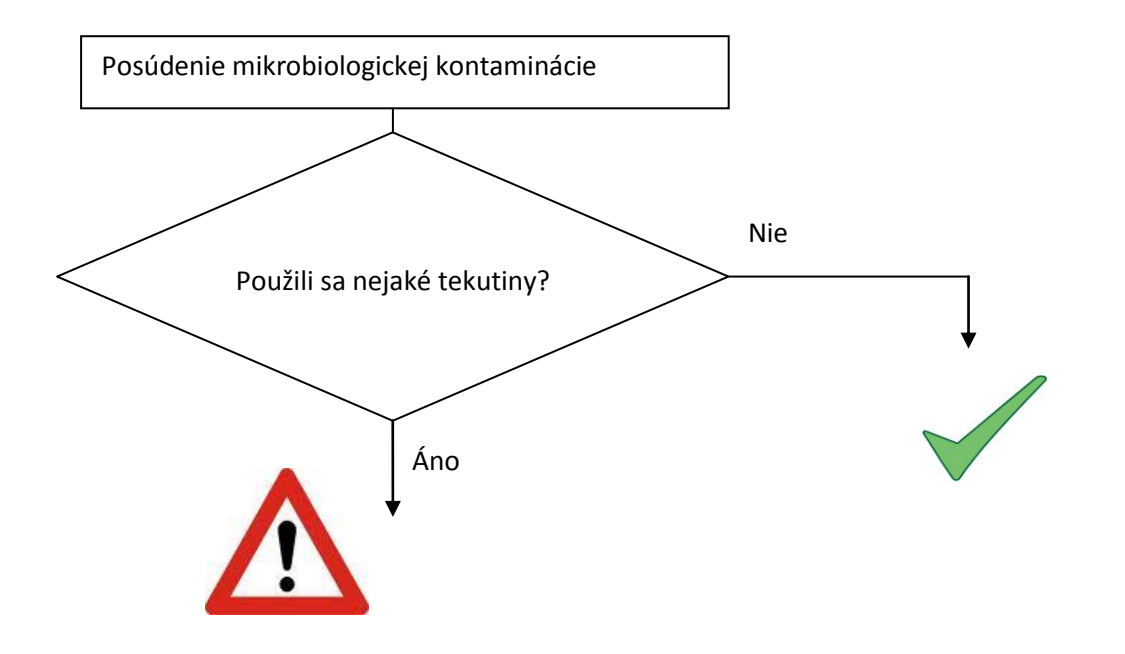 Posúdenie mikrobiologickej kontaminácie
Nie
Použili sa nejaké tekutiny?
Áno